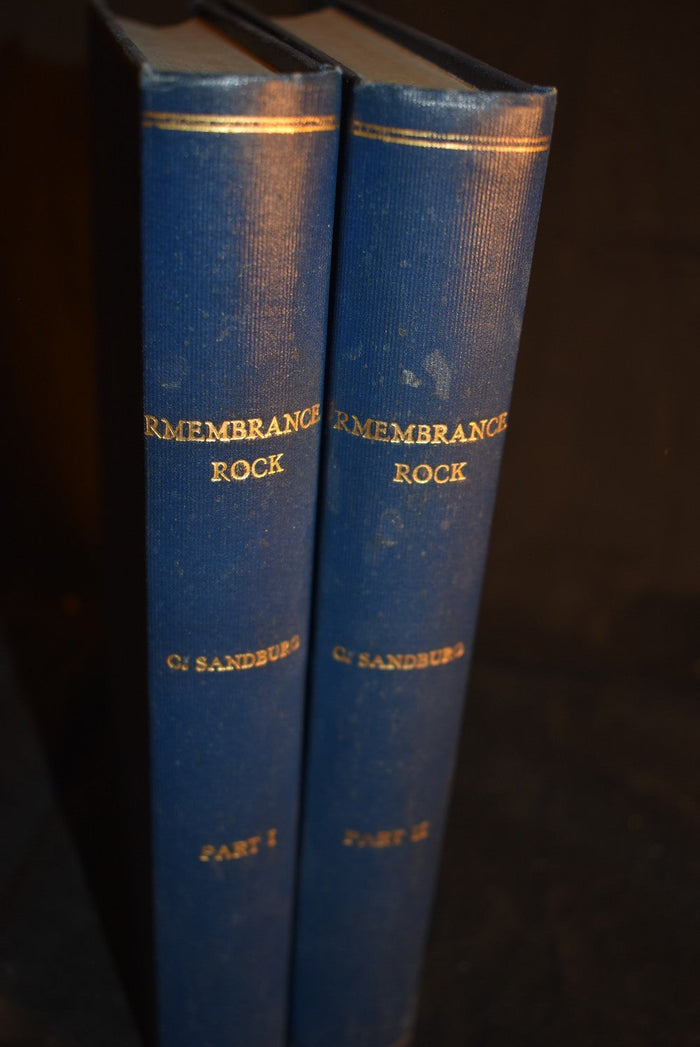 RMEMBRANCE
ROCK
C: SANDBURG
PART I
RMEMBRANCE
ROCK
C: SANDBURG
PART II